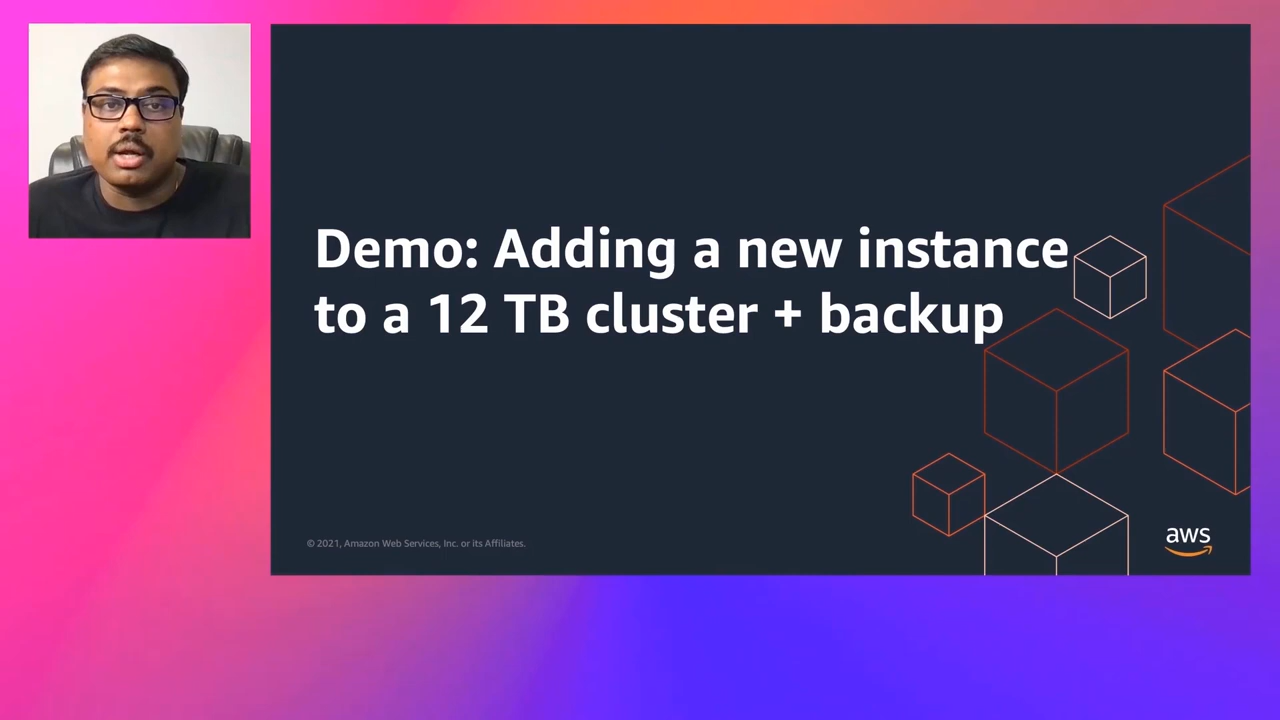 Demo: Adding a new instance
to a 12 TB cluster + backup
© 2021, Amazon Web Services, Inc. or its Affiliates.
aws